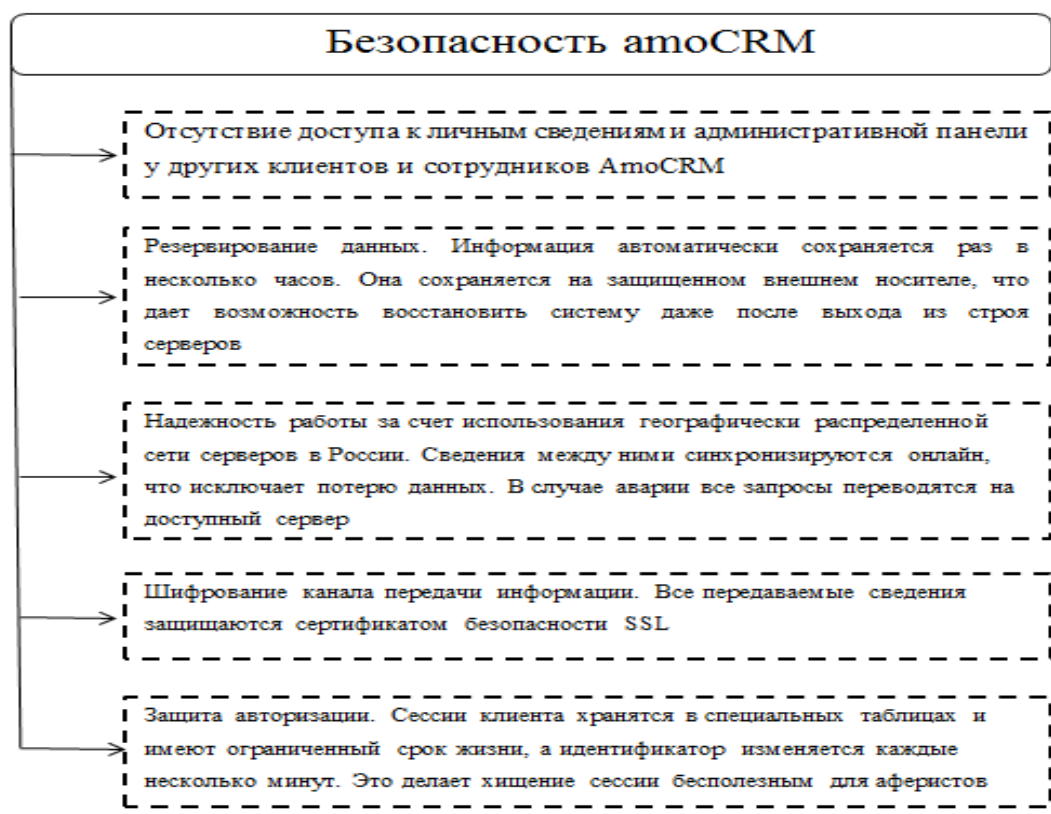 Безопасность amoCRM
Отсутствие доступа к личным сведениям и административной панели
у других клиентов и сотрудников AmoCRM
Резервирование данных. Информация автоматически сохраняется раз в
несколько часов. Она сохраняется на защищенном внешнем носителе, что
дает возможность восстановить систему даже после выхода из строя
серверов
Надежность работы за счет использования географически распределенной
сети серверов в России. Сведения между ними синхронизируются онлайн,
что исключает потерю данных. В случае аварии все запросы переводятся на
доступный сервер
Шифрование канала передачи информации. Все передаваемые сведения
защищаются сертификатом безопасности SSL
Защита авторизации. Сессии клиента хранятся в специальных таблицах и
имеют ограниченный срок жизни, а идентификатор изменяется каждые
несколько минут. Это делает хищение сессии бесполезным для аферистов